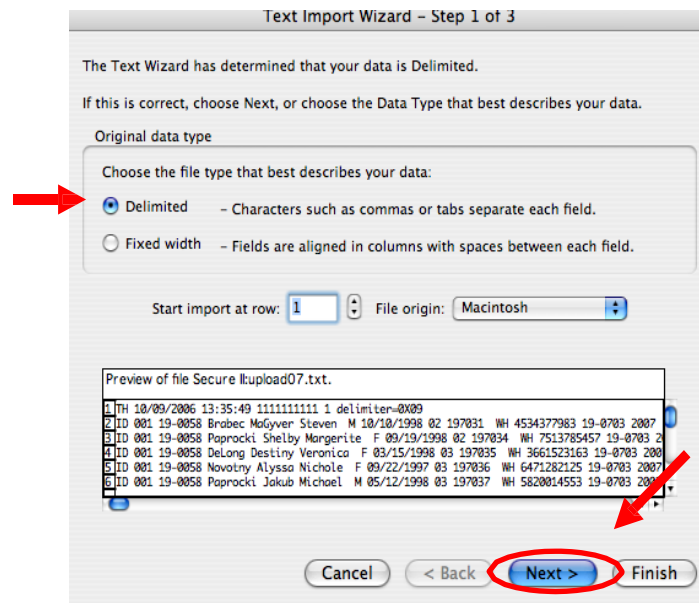 Text Import Wizard – Step 1 of 3
The Text Wizard has determined that your data is Delimited.
If this is correct, choose Next, or choose the Data Type that best describes your data.
Original data type
Choose the file type that best describes your data:
Delimited – Characters such as commas or tabs separate each field.
Fixed width – Fields are aligned in columns with spaces between each field.
Start import at row: 1 File origin: Macintosh
Preview of file Secure II:upload07.txt.
1 TH 10/09/2006 13:35:49 1111111111 1 delimiter=0X09
2 ID 001 19-0058 Brabec McGyver Steven M 10/10/1998 02 197031 WH 4534377983 19-0703 2007
3 ID 001 19-0058 Paprocki Shelby Margerite F 09/19/1998 02 197034 WH 7513785457 19-0703 2
4 ID 001 19-0058 DeLong Destiny Veronica F 03/15/1998 03 197035 WH 3661523163 19-0703 200
5 ID 001 19-0058 Novotny Alyssa Nichole F 09/22/1997 03 197036 WH 6471282125 19-0703 2007
6 ID 001 19-0058 Paprocki Jakub Michael M 05/12/1998 03 197037 WH 5820014553 19-0703 200
Cancel < Back Next > Finish